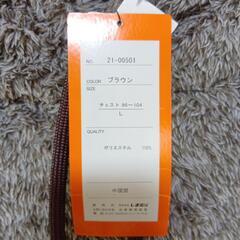 NO. 21-00501
COLOR ブラウン
SIZE
チェスト 96〜104
L
QUALITY
ポリエステル 100%
中国製